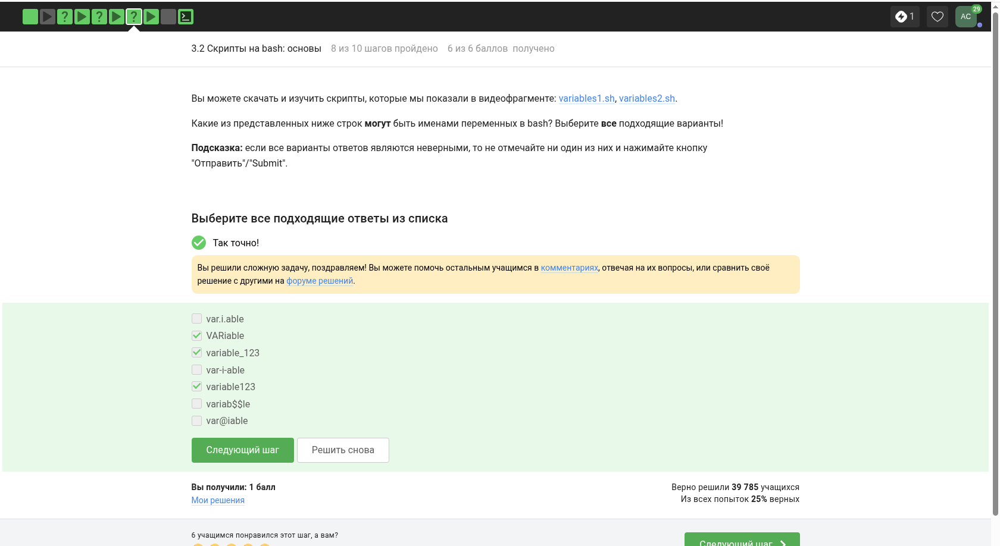 1
AC
29
3.2 Скрипты на bash: основы 8 из 10 шагов пройдено 6 из 6 баллов получено
Вы можете скачать и изучить скрипты, которые мы показали в видеофрагменте: variables1.sh, variables2.sh.
Какие из представленных ниже строк могут быть именами переменных в bash? Выберите все подходящие варианты!
Подсказка: если все варианты ответов являются неверными, то не отмечайте ни один из них и нажимайте кнопку
"Отправить"/"Submit".
Выберите все подходящие ответы из списка
Так точно!
Вы решили сложную задачу, поздравляем! Вы можете помочь остальным учащимся в комментариях, отвечая на их вопросы, или сравнить своё
решение с другими на форуме решений.
var.i.able
VARiable
variable_123
var-i-able
variable123
variab$$le
var@iable
Следующий шаг Решить снова
Вы получили: 1 балл
Мои решения
Верно решили 39 785 учащихся
Из всех попыток 25% верных
6 учащимся понравился этот шаг, а вам?
Следующий шаг